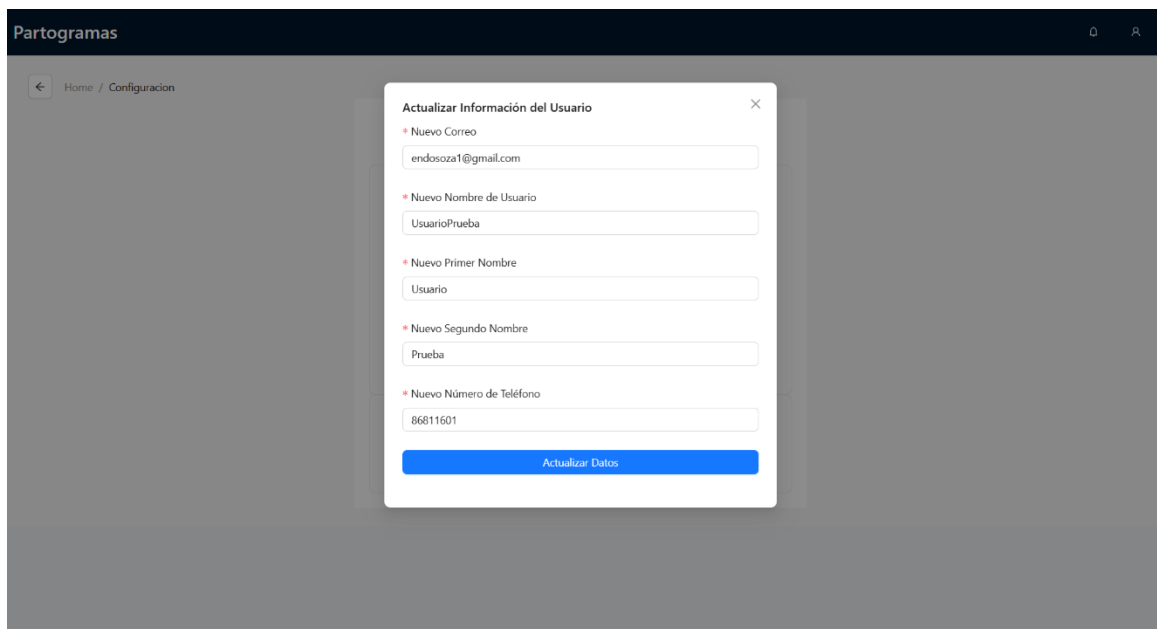 Partogramas
Home / Configuracion
Actualizar Información del Usuario
* Nuevo Correo
endosoza1@gmail.com
* Nuevo Nombre de Usuario
UsuarioPrueba
* Nuevo Primer Nombre
Usuario
* Nuevo Segundo Nombre
Prueba
* Nuevo Número de Teléfono
86811601
Actualizar Datos